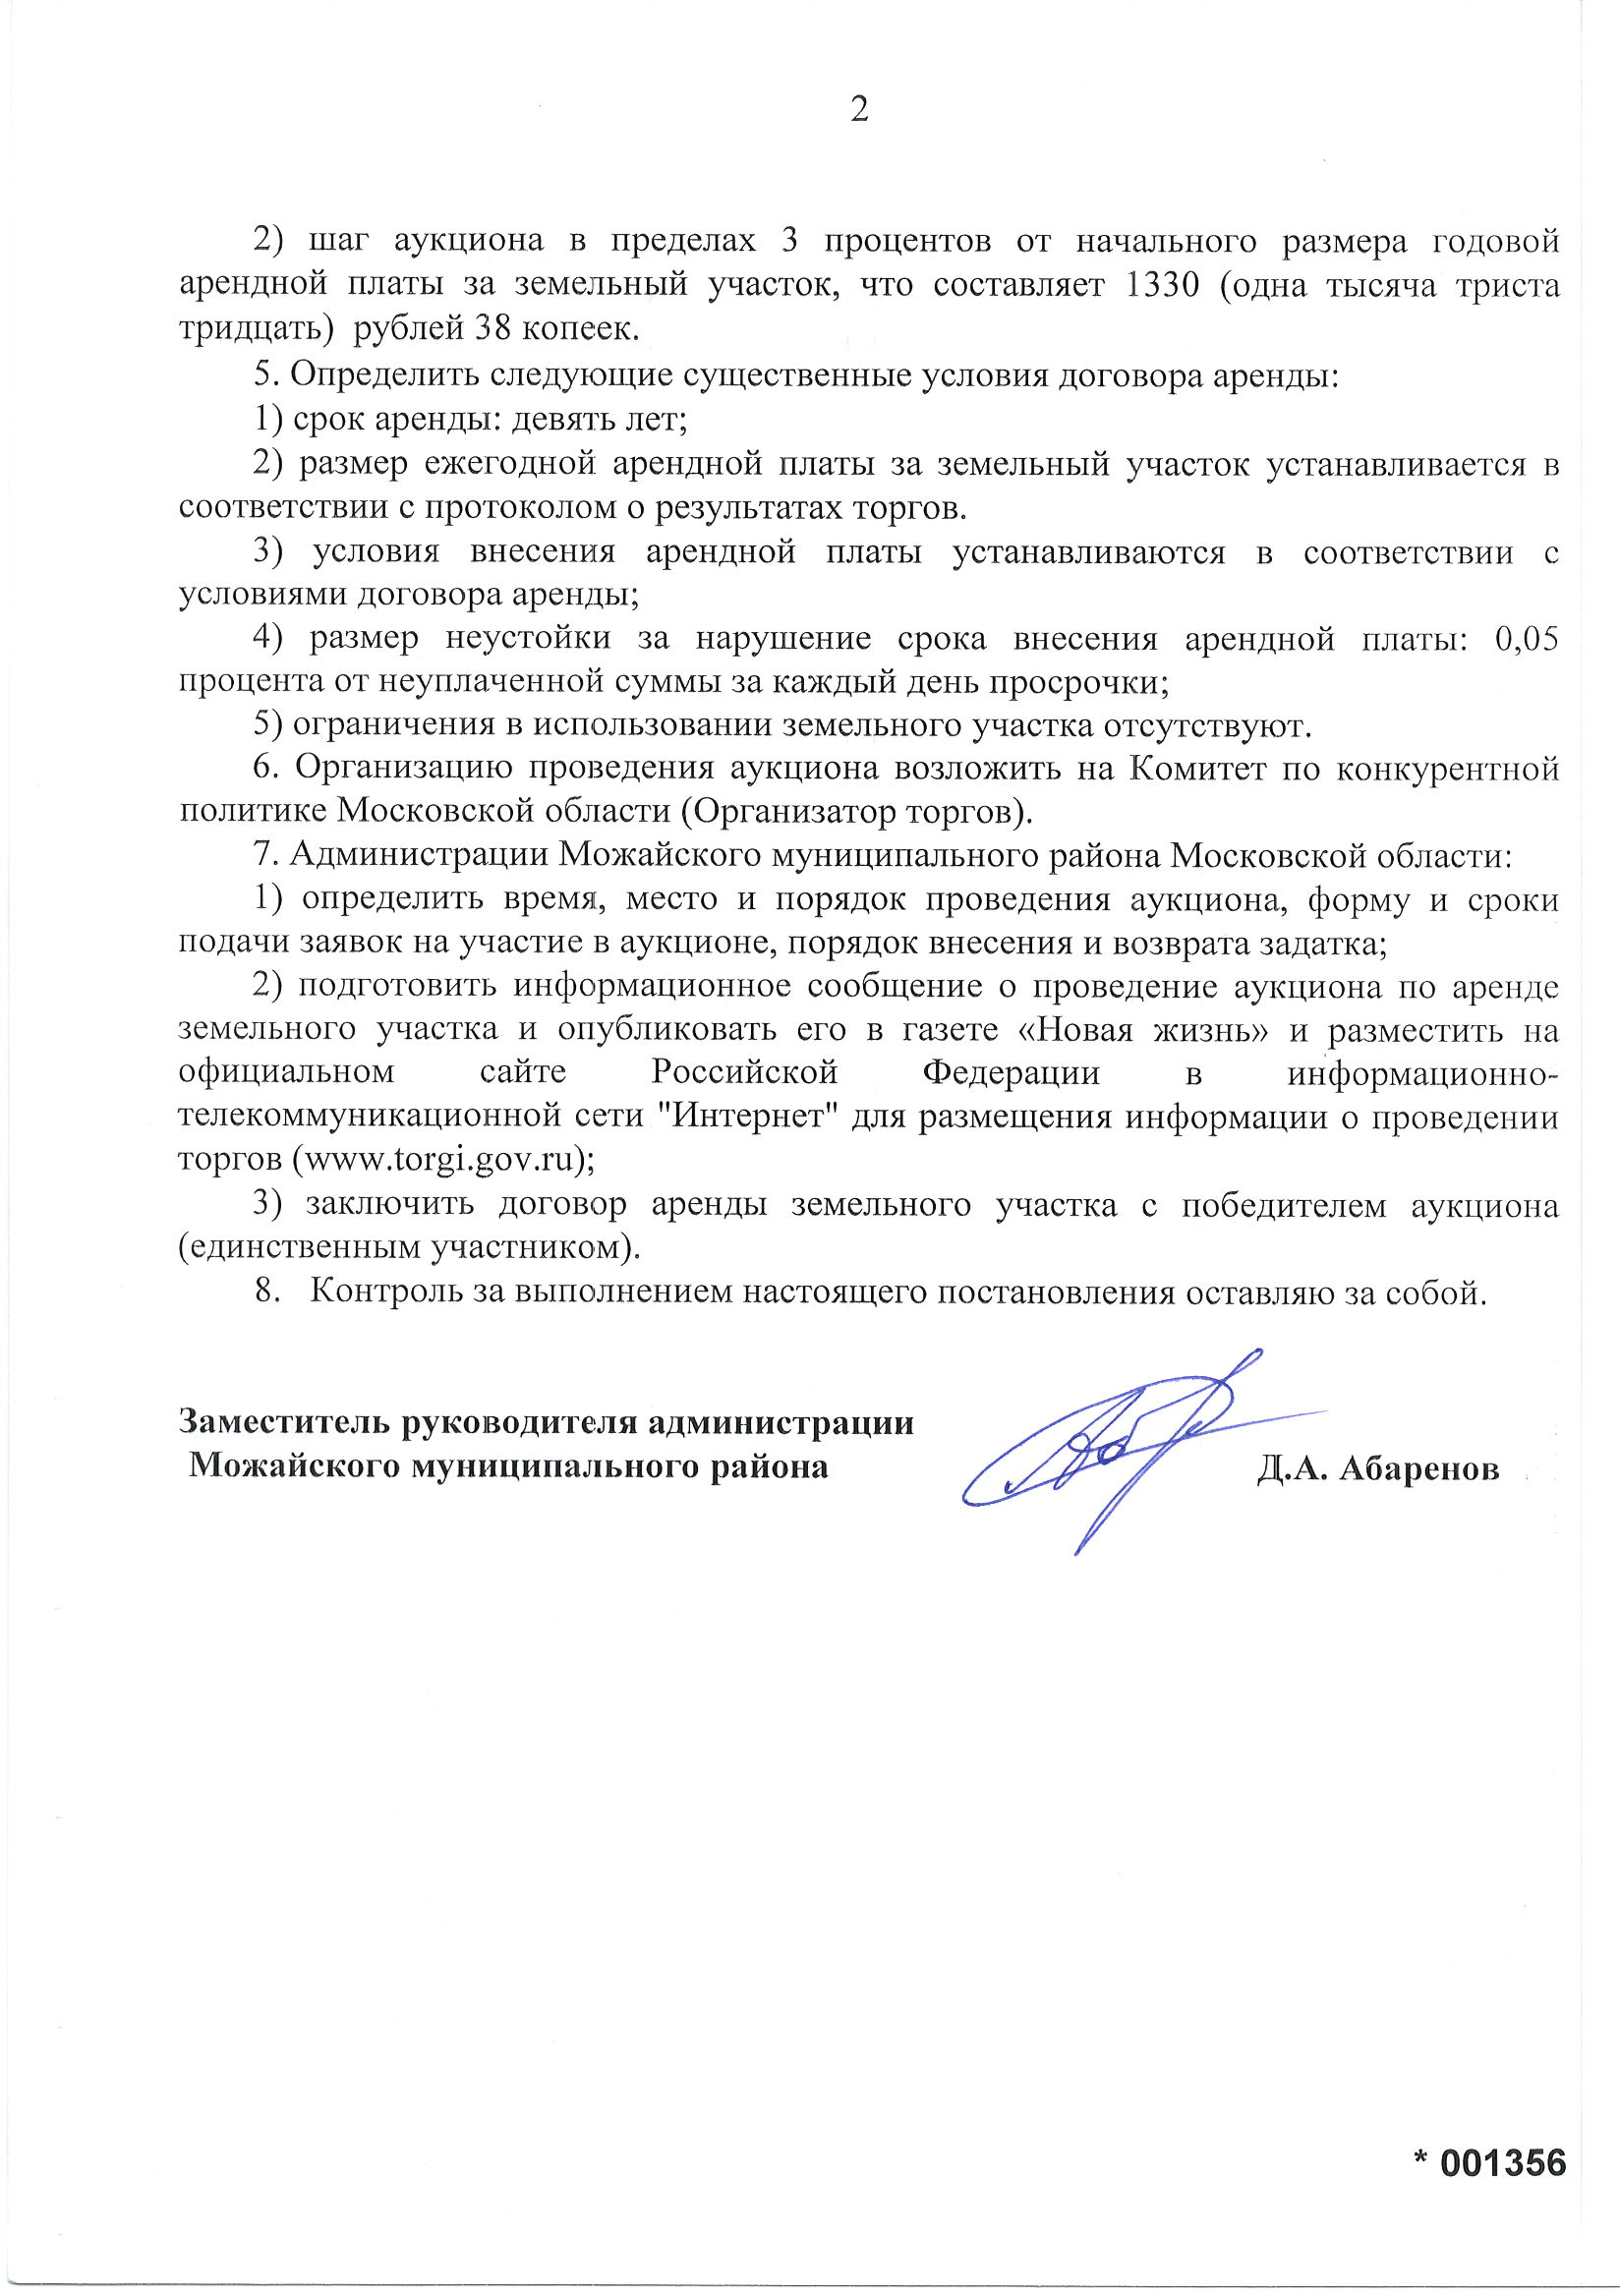 2
2) шаг аукциона в пределах 3 процентов от начального размера годовой
арендной платы за земельный участок, что составляет 1330 (одна тысяча триста
тридцать) рублей 38 копеек.
5. Определить следующие существенные условия договора аренды:
1) срок аренды: девять лет;
2) размер ежегодной арендной платы за земельный участок устанавливается в
соответствии с протоколом о результатах торгов.
3) условия внесения арендной платы устанавливаются в соответствии с
условиями договора аренды;
4) размер неустойки за нарушение срока внесения арендной платы: 0,05
процента от неуплаченной суммы за каждый день просрочки;
5) ограничения в использовании земельного участка отсутствуют.
6. Организацию проведения аукциона возложить на Комитет по конкурентной
политике Московской области (Организатор торгов).
7. Администрации Можайского муниципального района Московской области:
1) определить время, место и порядок проведения аукциона, форму и сроки
подачи заявок на участие в аукционе, порядок внесения и возврата задатка;
2) подготовить информационное сообщение о проведение аукциона по аренде
земельного участка и опубликовать его в газете «Новая жизнь» и разместить на
официальном сайте Российской Федерации в информационно-
телекоммуникационной сети "Интернет" для размещения информации о проведении
торгов (www.torgi.gov.ru);
3) заключить договор аренды земельного участка с победителем аукциона
(единственным участником).
8. Контроль за выполнением настоящего постановления оставляю за собой.
Заместитель руководителя администрации
Можайского муниципального района Д.А. Абаренов
* 001356